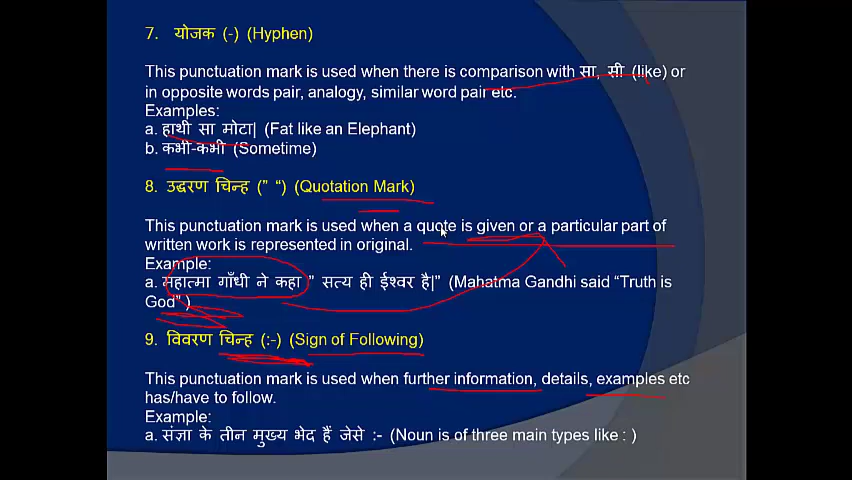 7. योजक (-) (Hyphen)
This punctuation mark is used when there is comparison with सा, सी (like) or
in opposite words pair, analogy, similar word pair etc.
Examples:
a. हाथी सा मोटा| (Fat like an Elephant)
b. कभी-कभी (Sometime)
8. उद्धरण चिन्ह (” “) (Quotation Mark)
This punctuation mark is used when a quote is given or a particular part of
written work is represented in original.
Example:
a. महात्मा गाँधी ने कहा ” सत्य ही ईश्वर है|” (Mahatma Gandhi said “Truth is
God” )
9. विवरण चिन्ह (:-) (Sign of Following)
This punctuation mark is used when further information, details, examples etc
has/have to follow.
Example:
a. संज्ञा के तीन मुख्य भेद हैं जेसे :- (Noun is of three main types like : )